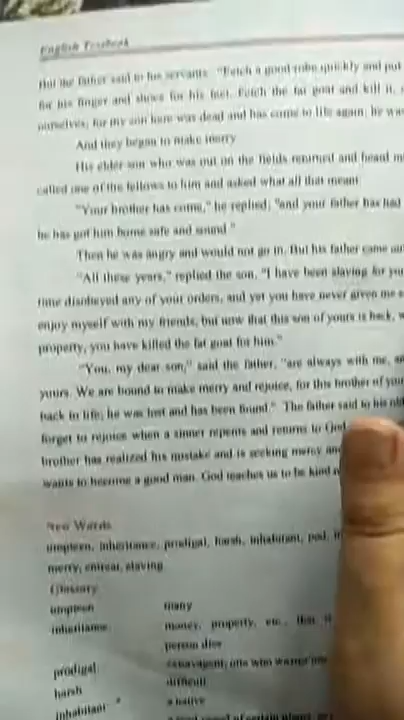 English Textbook
But the father said to his servants. "Fetch a good robe quickly and put
for his finger and shoes for his feet. Fetch the fat goat and kill it,
ourselves, for my son here was dead and has come to life again; he was
And they began to make merry
His elder son who was out on the fields returned and heard
called one of the fellows to him and asked what all that meant
"Your brother has come," he replied, "and your father has had
he has got him home safe and sound."
Then he was angry and would not go in. But his father came out
"All these years," replied the son, "I have been slaving for you
time disobeyed any of your orders, and yet you have never given me
enjoy myself with my friends, but now that this son of yours is back,
property, you have killed the fat goat for him."
"You, my dear son," said the father, "are always with me,
yours. We are bound to make merry and rejoice, for this brother of your
back to life; he was lost and has been found." The father said to his
forget to rejoice when a sinner repents and returns to God.
brother has realized his mistake and is seeking mercy
wants to become a good man. God teaches us to be kind
New Words
umpteen, inheritance, prodigal, harsh, inhabitant, pod,
merry, entreat, slaving
Glossary
umpteen many
inheritance money, property, etc., that
person dies
prodigal extravagant, one who
harsh difficult
inhabitant a native